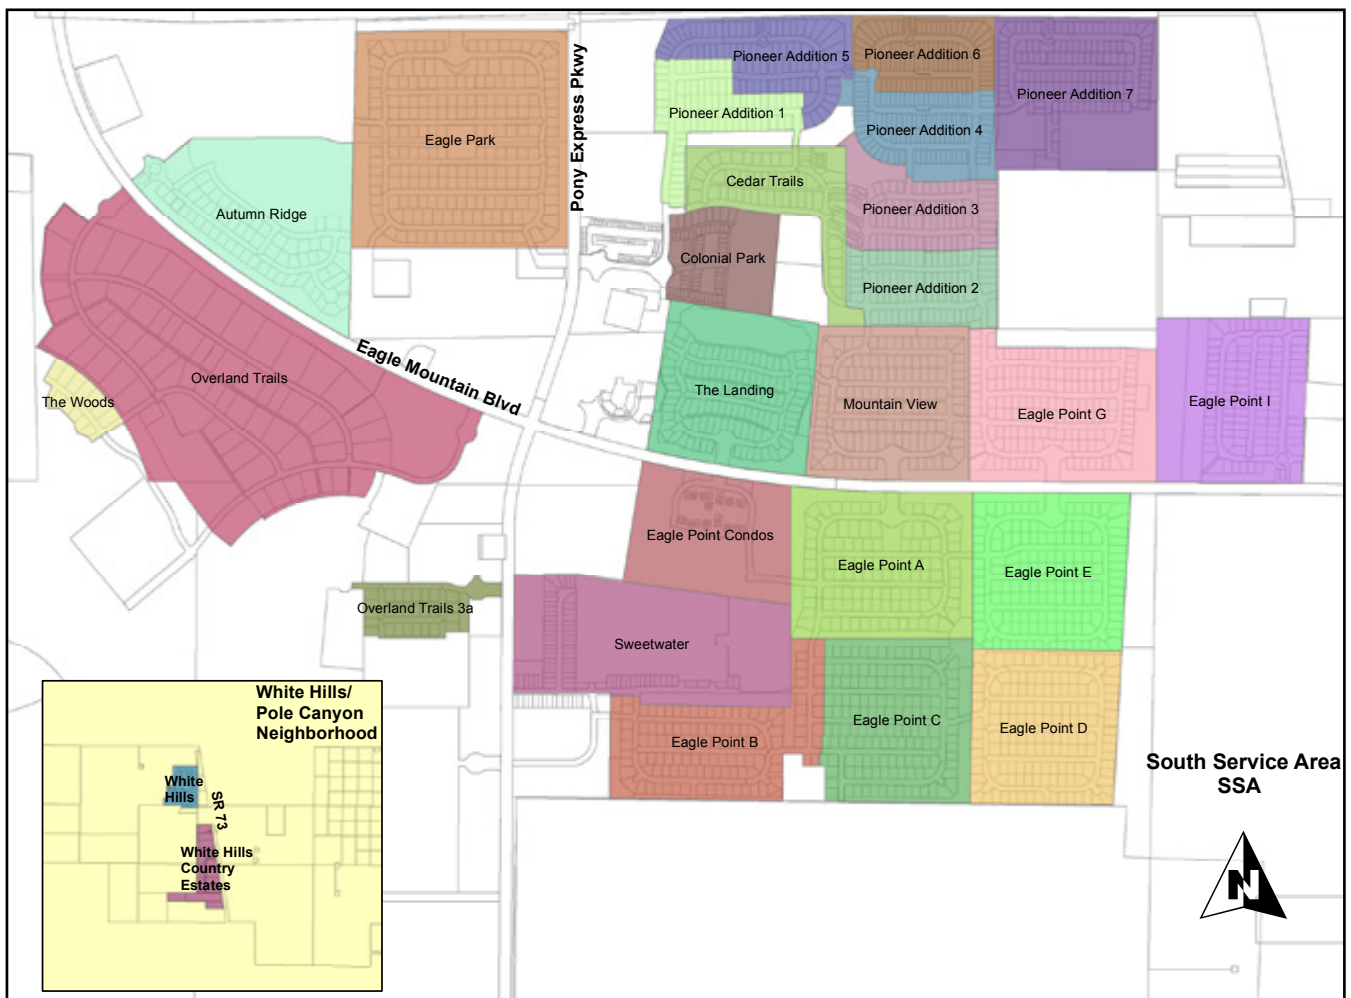 Pioneer Addition 5
Pioneer Addition 6
Pioneer Addition 7
Pony Express Pkwy
Pioneer Addition 1
Pioneer Addition 4
Eagle Park
Cedar Trails
Autumn Ridge
Pioneer Addition 3
Colonial Park
Pioneer Addition 2
Eagle Mountain Blvd
Overland Trails
The Woods
The Landing
Mountain View
Eagle Point G
Eagle Point I
Eagle Point Condos
Eagle Point A
Eagle Point E
Overland Trails 3a
Sweetwater
Eagle Point B
Eagle Point C
Eagle Point D
South Service Area
SSA
N
White Hills/
Pole Canyon
Neighborhood
White
Hills
SR 73
White Hills
Country
Estates